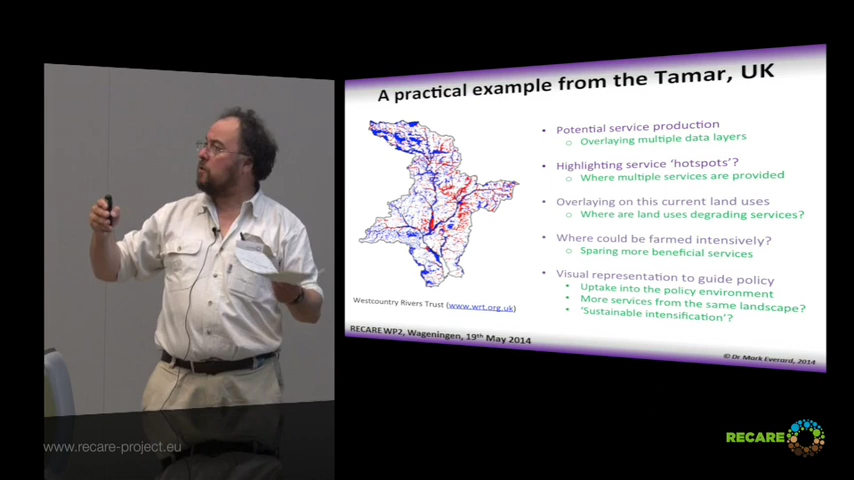 A practical example from the Tamar, UK
• Potential service production
○ Overlaying multiple data layers
• Highlighting service 'hotspots'?
○ Where multiple services are provided
• Overlaying on this current land uses
○ Where are land uses degrading services?
• Where could be farmed intensively?
○ Sparing more beneficial services
• Visual representation to guide policy
• Uptake into the policy environment
• More services from the same landscape?
• 'Sustainable intensification'?
Westcountry Rivers Trust (www.wrt.org.uk)
RECARE WP2, Wageningen, 19th May 2014
© Dr Mark Everard, 2014
www.recare-project.eu
RECARE